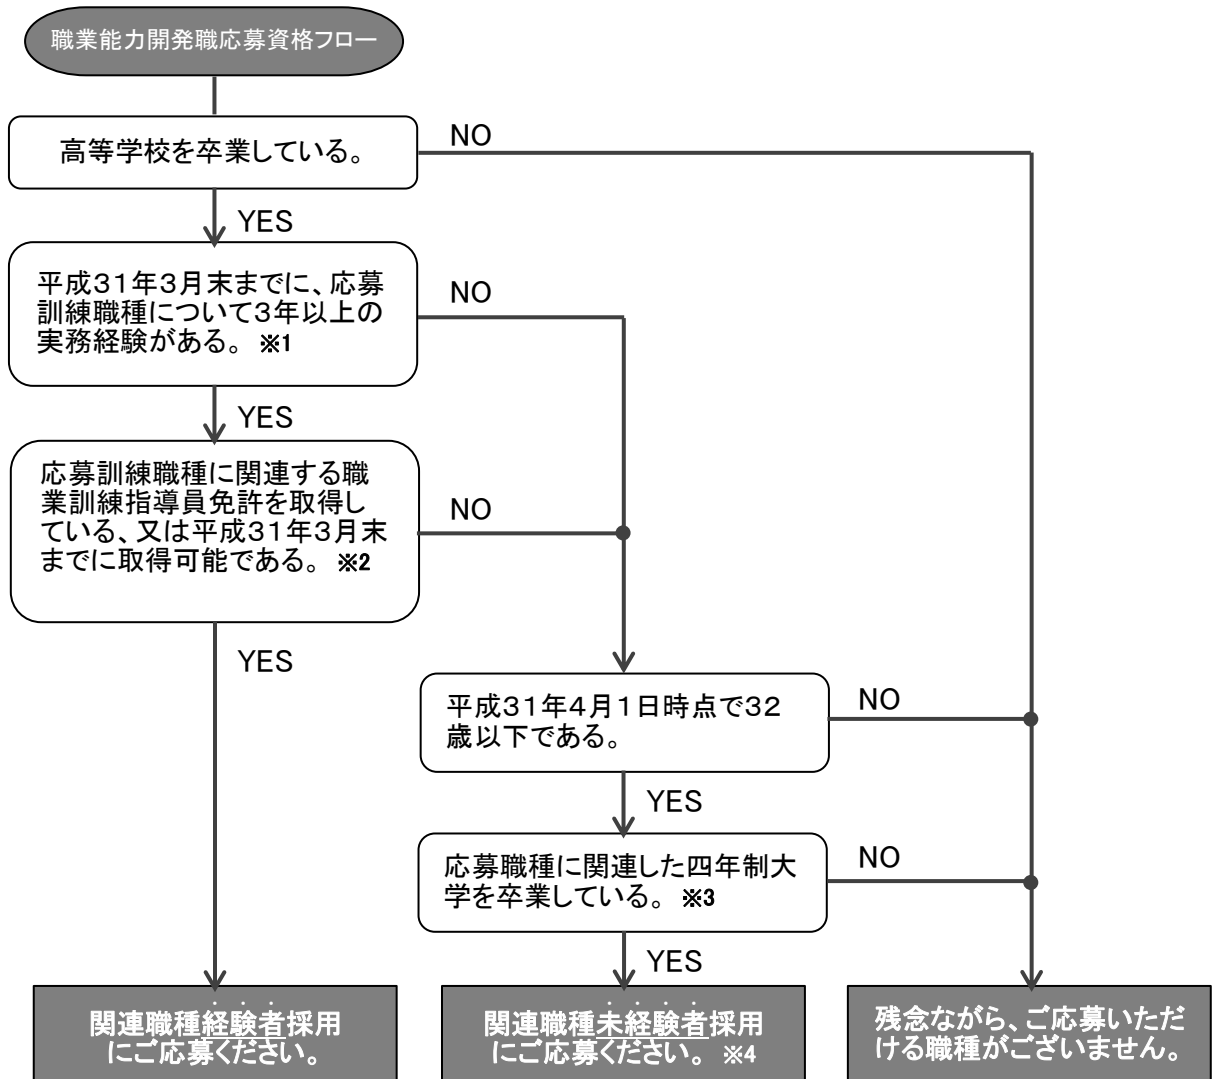 職業能力開発職応募資格フロー
高等学校を卒業している。
NO
YES
平成31年3月末までに、応募
訓練職種について3年以上の
実務経験がある。 ※1
NO
YES
応募訓練職種に関連する職
業訓練指導員免許を取得し
ている、又は平成31年3月末
までに取得可能である。 ※2
NO
YES
平成31年4月1日時点で32
歳以下である。
NO
YES
応募職種に関連した四年制大
学を卒業している。 ※3
NO
YES
関連職種経験者採用
にご応募ください。
関連職種未経験者採用
にご応募ください。 ※4
残念ながら、ご応募いただ
ける職種がございません。